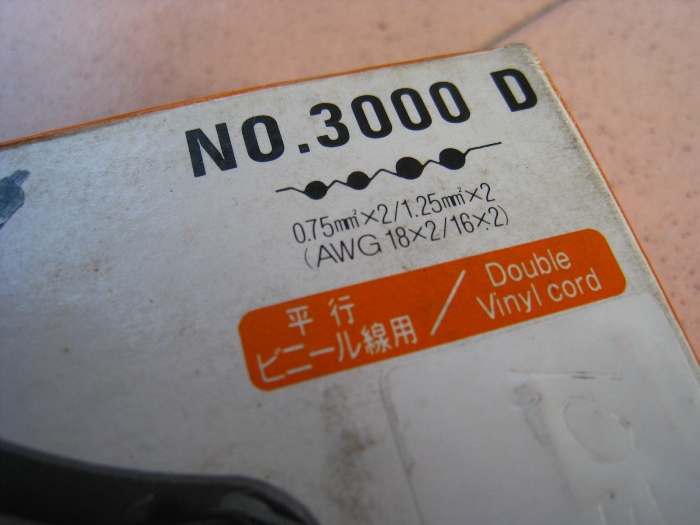 NO.3000 D
0.75mm²×2/1.25mm²×2
(AWG 18×2/16×2)
平行
ビニール線用
/
Double
Vinyl cord